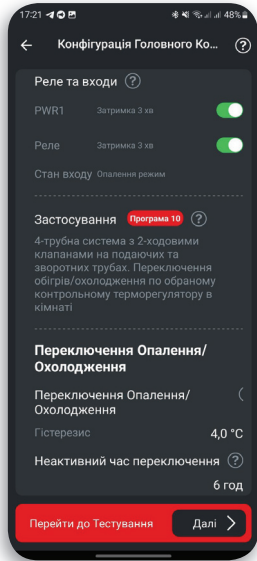 17:21 48%
Конфігурація Головного Ко... ?
Реле та входи ?
PWR1 Затримка 3 хв
Реле Затримка 3 хв
Стан входу Опалення режим
Застосування Програма 10 ?
4-трубна система з 2-ходовими
клапанами на подаючих та
зворотних трубах. Переключення
обігрів/охолодження по обраному
контрольному терморегулятору в
кімнаті
Переключення Опалення/
Охолодження
Переключення Опалення/
Охолодження
Гістерезис 4,0 °C
Неактивний час переключення ?
6 год
Перейти до Тестування Далі